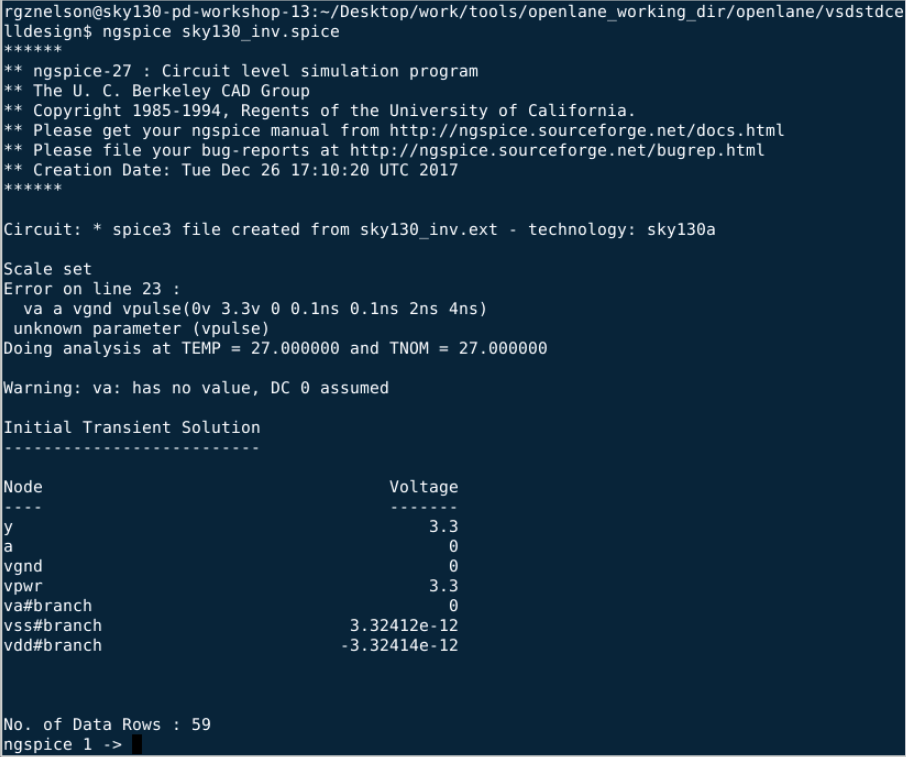 rgznelson@sky130-pd-workshop-13:~/Desktop/work/tools/openlane_working_dir/openlane/vsdstdce
lldesign$ ngspice sky130_inv.spice
******
** ngspice-27 : Circuit level simulation program
** The U. C. Berkeley CAD Group
** Copyright 1985-1994, Regents of the University of California.
** Please get your ngspice manual from http://ngspice.sourceforge.net/docs.html
** Please file your bug-reports at http://ngspice.sourceforge.net/bugrep.html
** Creation Date: Tue Dec 26 17:10:20 UTC 2017
******
Circuit: * spice3 file created from sky130_inv.ext - technology: sky130a
Scale set
Error on line 23 :
va a vgnd vpulse(0v 3.3v 0 0.1ns 0.1ns 2ns 4ns)
unknown parameter (vpulse)
Doing analysis at TEMP = 27.000000 and TNOM = 27.000000
Warning: va: has no value, DC 0 assumed
Initial Transient Solution
--------------------------
Node Voltage
---- -------
y 3.3
a 0
vgnd 0
vpwr 3.3
va#branch 0
vss#branch 3.32412e-12
vdd#branch -3.32414e-12
No. of Data Rows : 59
ngspice 1 ->